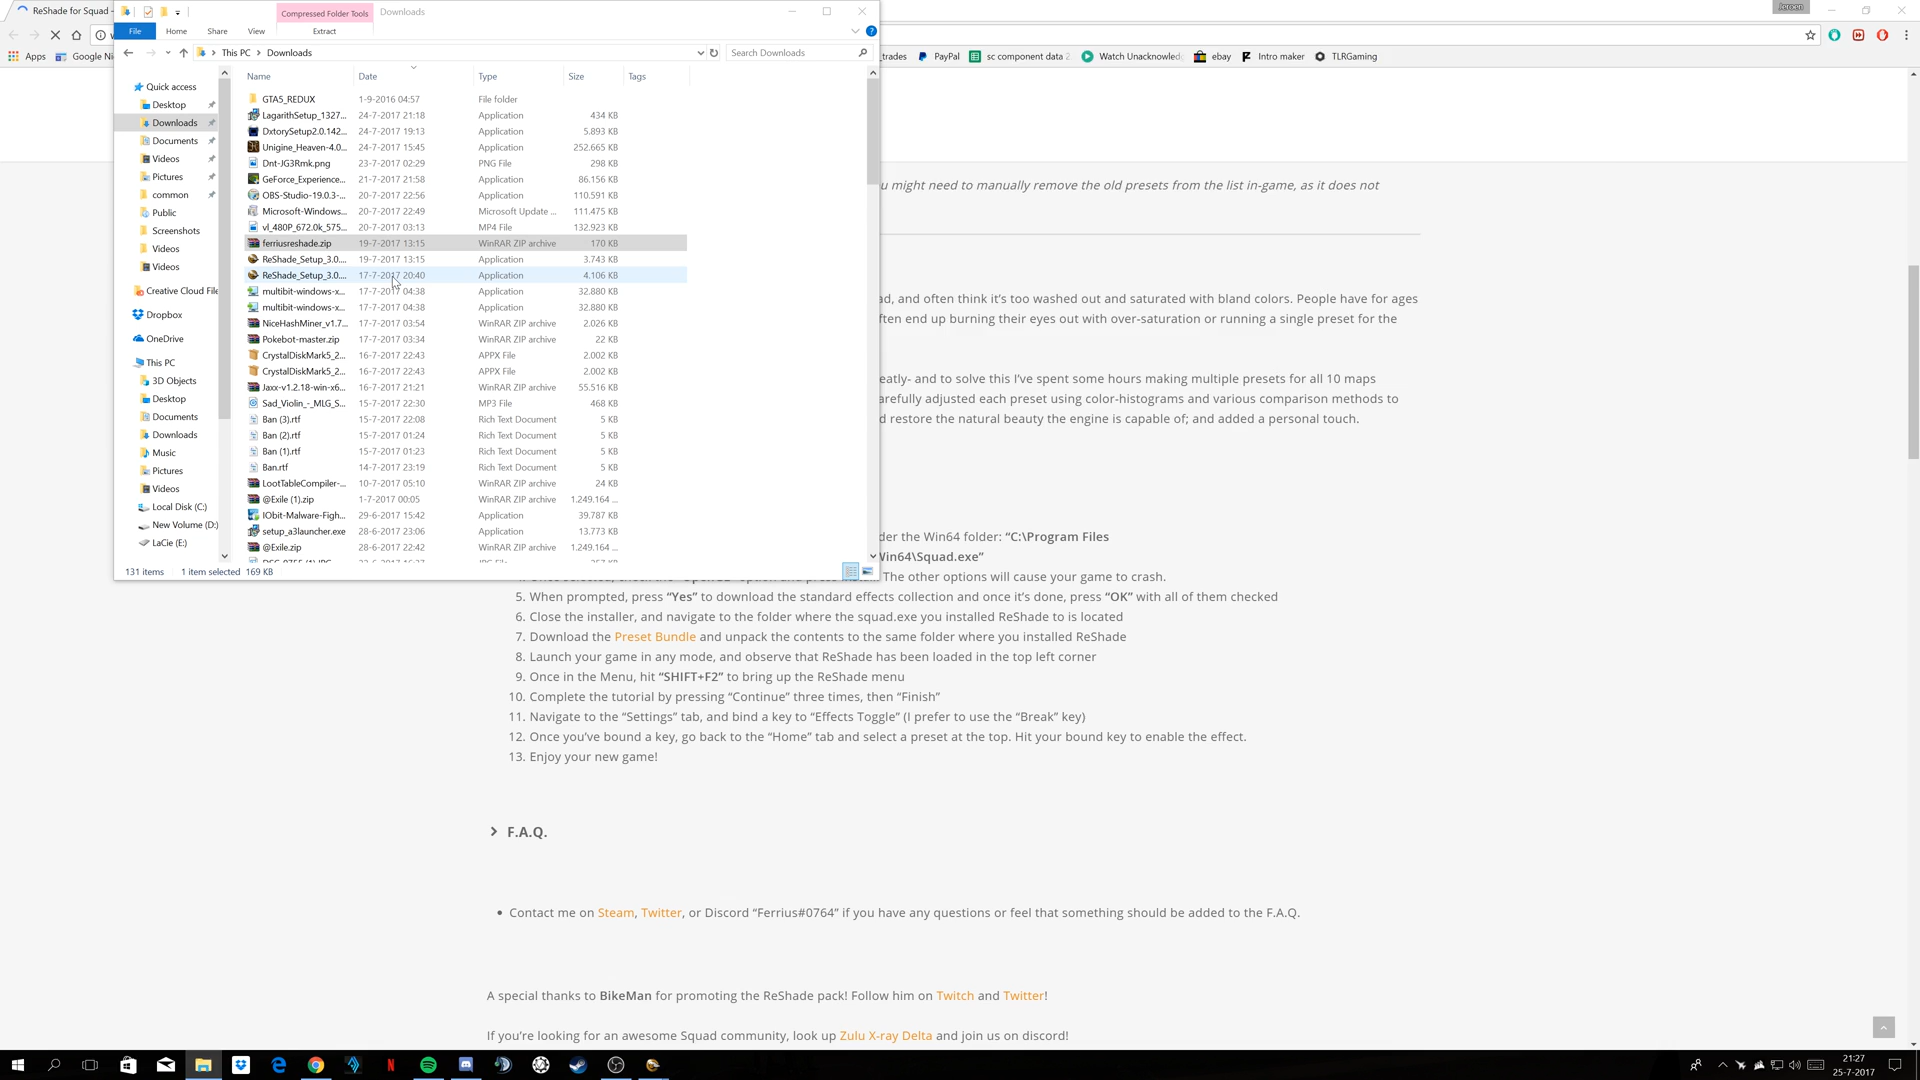 ReShade for Squad -
Compressed Folder Tools
Downloads
Jeroen
File
Home
Share
View
Extract
This PC > Downloads
Search Downloads
Apps
Google Ni
trades
PayPal
sc component data 2
Watch Unacknowled
ebay
Intro maker
TLRGaming
Name Date Type Size Tags
Quick access
Desktop
Downloads
Documents
Videos
Pictures
common
Public
Screenshots
Videos
Videos
Creative Cloud File
Dropbox
OneDrive
This PC
3D Objects
Desktop
Documents
Downloads
Music
Pictures
Videos
Local Disk (C:)
New Volume (D:)
LaCie (E:)
GTA5_REDUX 1-9-2016 04:57 File folder
LagarithSetup_1327... 24-7-2017 21:18 Application 434 KB
DxtorySetup2.0.142... 24-7-2017 19:13 Application 5.893 KB
Unigine_Heaven-4.0... 24-7-2017 15:45 Application 252.665 KB
Dnt-JG3Rmk.png 23-7-2017 02:29 PNG File 298 KB
GeForce_Experience... 21-7-2017 21:58 Application 86.156 KB
OBS-Studio-19.0.3-... 20-7-2017 22:56 Application 110.591 KB
Microsoft-Windows... 20-7-2017 22:49 Microsoft Update ... 111.475 KB
vl_480P_672.0k_575... 20-7-2017 03:13 MP4 File 132.923 KB
ferriusreshade.zip 19-7-2017 13:15 WinRAR ZIP archive 170 KB
ReShade_Setup_3.0.... 19-7-2017 13:15 Application 3.743 KB
ReShade_Setup_3.0.... 17-7-2017 20:40 Application 4.106 KB
multibit-windows-x... 17-7-2017 04:38 Application 32.880 KB
multibit-windows-x... 17-7-2017 04:38 Application 32.880 KB
NiceHashMiner_v1.7... 17-7-2017 03:54 WinRAR ZIP archive 2.026 KB
Pokebot-master.zip 17-7-2017 03:34 WinRAR ZIP archive 22 KB
CrystalDiskMark5_2... 16-7-2017 22:43 APPX File 2.002 KB
CrystalDiskMark5_2... 16-7-2017 22:43 APPX File 2.002 KB
Jaxx-v1.2.18-win-x6... 16-7-2017 21:21 WinRAR ZIP archive 55.516 KB
Sad_Violin_-_MLG_S... 15-7-2017 22:30 MP3 File 468 KB
Ban (3).rtf 15-7-2017 22:08 Rich Text Document 5 KB
Ban (2).rtf 15-7-2017 01:24 Rich Text Document 5 KB
Ban (1).rtf 15-7-2017 01:23 Rich Text Document 5 KB
Ban.rtf 14-7-2017 23:19 Rich Text Document 5 KB
LootTableCompiler-... 10-7-2017 05:10 WinRAR ZIP archive 24 KB
@Exile (1).zip 1-7-2017 00:05 WinRAR ZIP archive 1.249.164 ...
IObit-Malware-Figh... 29-6-2017 15:42 Application 39.787 KB
setup_a3launcher.exe 28-6-2017 23:06 Application 13.773 KB
@Exile.zip 28-6-2017 22:42 WinRAR ZIP archive 1.249.164 ...
131 items 1 item selected 169 KB
u might need to manually remove the old presets from the list in-game, as it does not
ad, and often think it's too washed out and saturated with bland colors. People have for ages
ften end up burning their eyes out with over-saturation or running a single preset for the
eatly- and to solve this I've spent some hours making multiple presets for all 10 maps
arefully adjusted each preset using color-histograms and various comparison methods to
d restore the natural beauty the engine is capable of; and added a personal touch.
der the Win64 folder: “C:\Program Files
Win64\Squad.exe”
The other options will cause your game to crash.
5. When prompted, press “Yes” to download the standard effects collection and once it's done, press “OK” with all of them checked
6. Close the installer, and navigate to the folder where the squad.exe you installed ReShade to is located
7. Download the Preset Bundle and unpack the contents to the same folder where you installed ReShade
8. Launch your game in any mode, and observe that ReShade has been loaded in the top left corner
9. Once in the Menu, hit “SHIFT+F2” to bring up the ReShade menu
10. Complete the tutorial by pressing “Continue” three times, then “Finish”
11. Navigate to the “Settings” tab, and bind a key to “Effects Toggle” (I prefer to use the “Break” key)
12. Once you've bound a key, go back to the “Home” tab and select a preset at the top. Hit your bound key to enable the effect.
13. Enjoy your new game!
F.A.Q.
• Contact me on Steam, Twitter, or Discord “Ferrius#0764” if you have any questions or feel that something should be added to the F.A.Q.
A special thanks to BikeMan for promoting the ReShade pack! Follow him on Twitch and Twitter!
If you're looking for an awesome Squad community, look up Zulu X-ray Delta and join us on discord!
21:27
25-7-2017